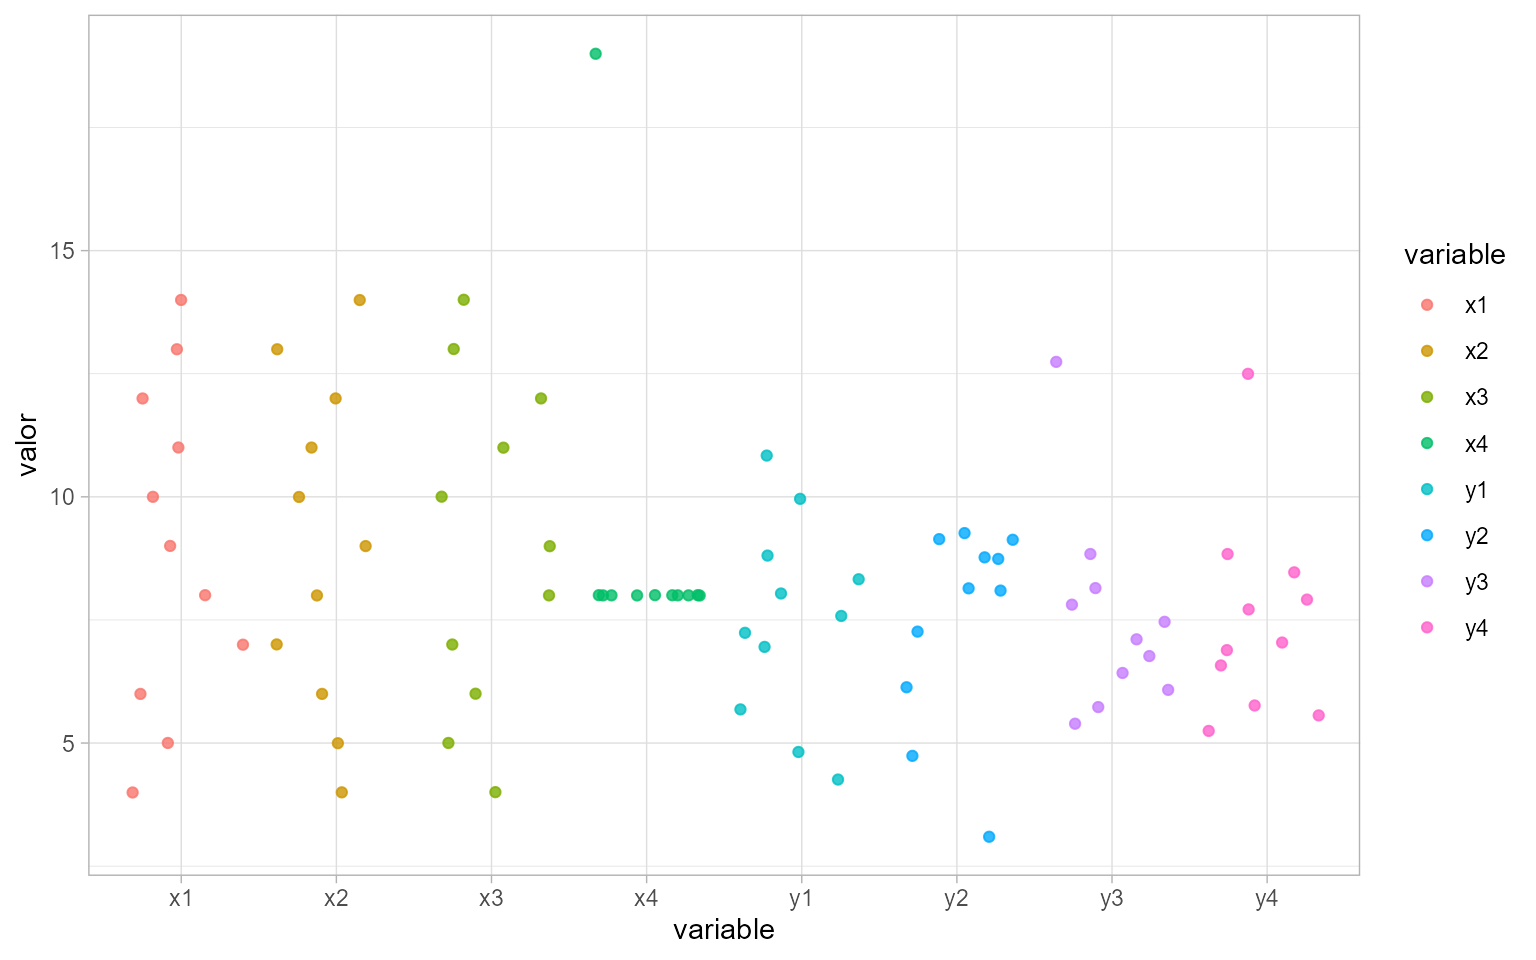 valor
15
10
5
x1 x2 x3 x4 y1 y2 y3 y4
variable
variable
x1
x2
x3
x4
y1
y2
y3
y4